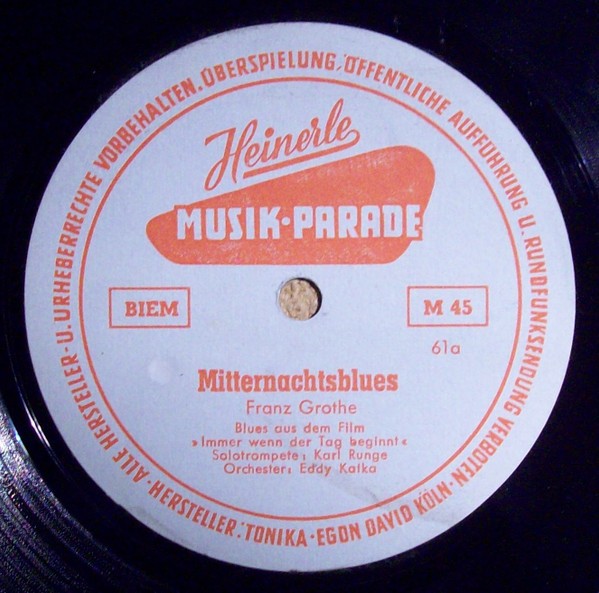 ALLE HERSTELLER- U. URHEBERRECHTE VORBEHALTEN. ÜBERSPIELUNG, ÖFFENTLICHE AUFFÜHRUNG U. RUNDFUNKSENDUNG VERBOTEN ·
HERSTELLER: TONIKA · EGON DAVID KÖLN ·
Heinerle
MUSIK·PARADE
BIEM
M 45
61a
Mitternachtsblues
Franz Grothe
Blues aus dem Film
»Immer wenn der Tag beginnt«
Solotrompete: Karl Runge
Orchester: Eddy Kafka